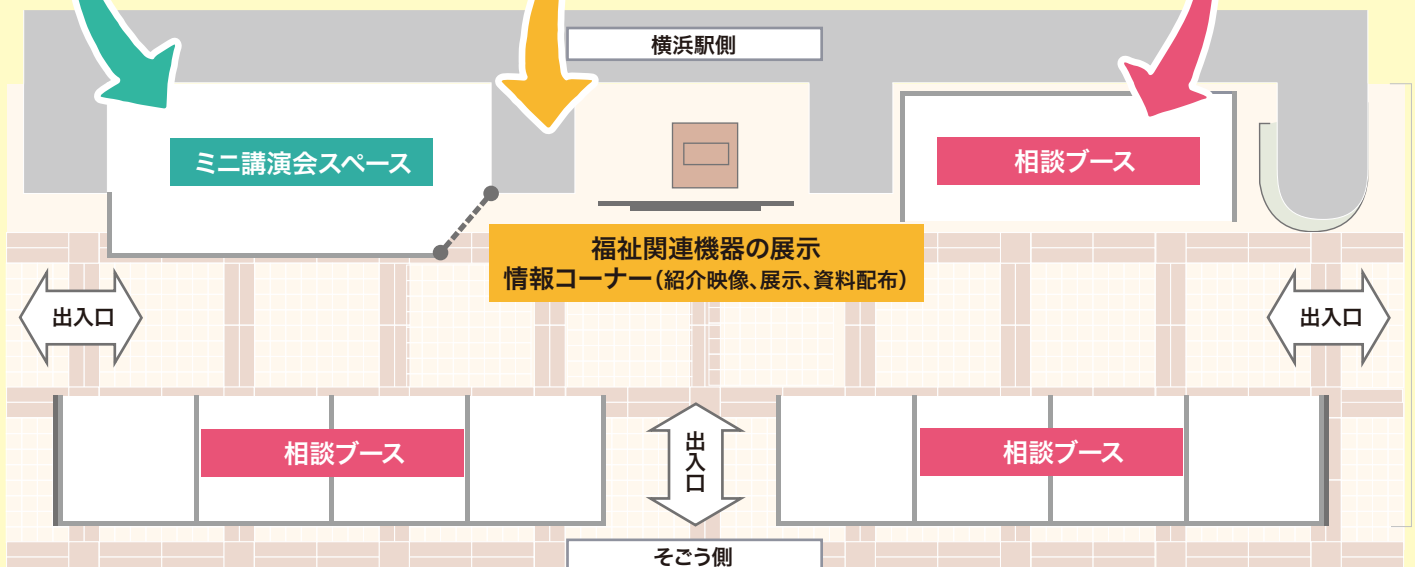 横浜駅側
ミニ講演会スペース
相談ブース
福祉関連機器の展示
情報コーナー（紹介映像、展示、資料配布）
出入口
出入口
相談ブース
出入口
相談ブース
そごう側